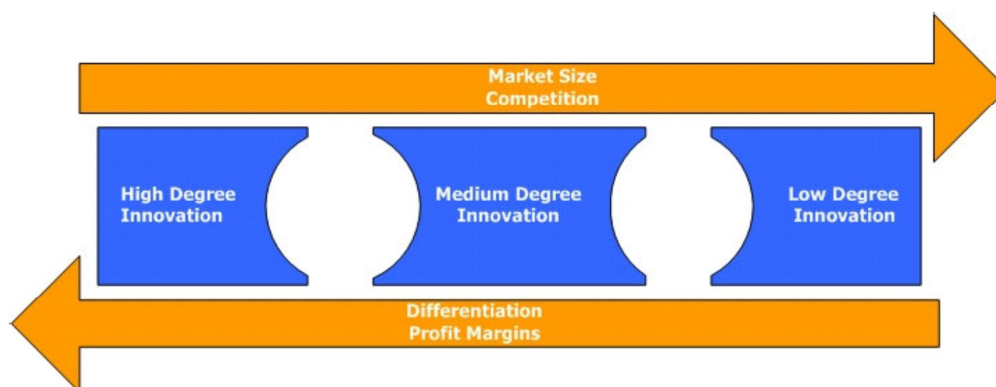 Market Size
Competition
High Degree
Innovation
Medium Degree
Innovation
Low Degree
Innovation
Differentiation
Profit Margins